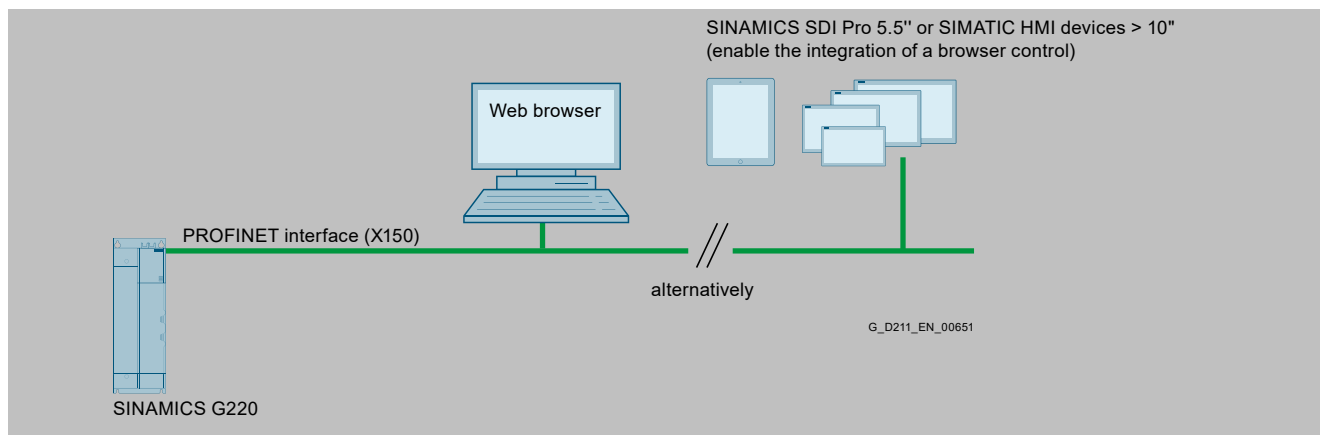 SINAMICS SDI Pro 5.5'' or SIMATIC HMI devices > 10"
(enable the integration of a browser control)
Web browser
PROFINET interface (X150)
alternatively
G_D211_EN_00651
SINAMICS G220